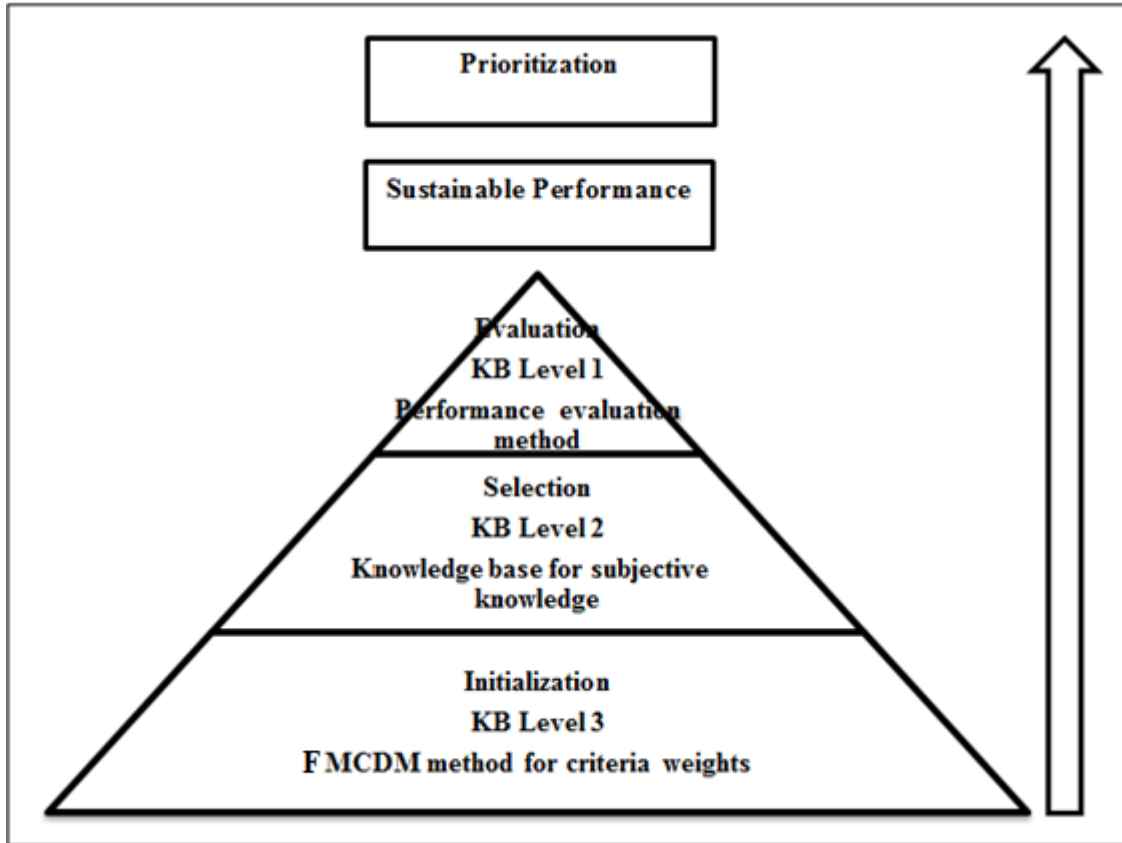 Prioritization
Sustainable Performance
Evaluation
KB Level 1
Performance evaluation
method
Selection
KB Level 2
Knowledge base for subjective
knowledge
Initialization
KB Level 3
F MCDM method for criteria weights